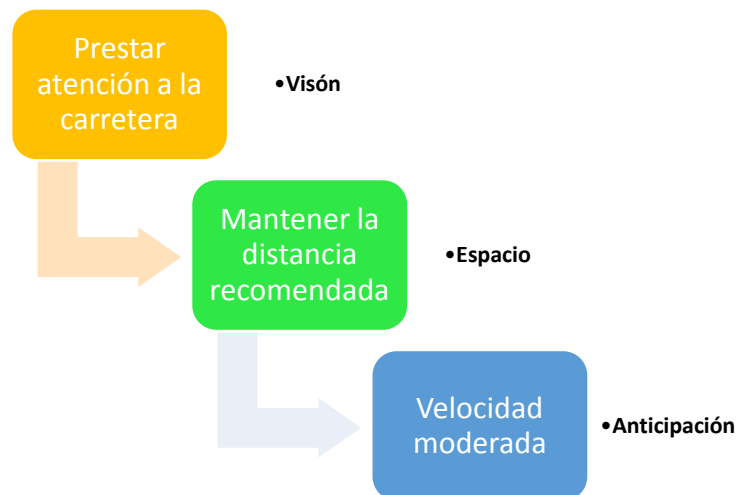 Prestar
atención a la
carretera
•Visón
Mantener la
distancia
recomendada
•Espacio
Velocidad
moderada
•Anticipación